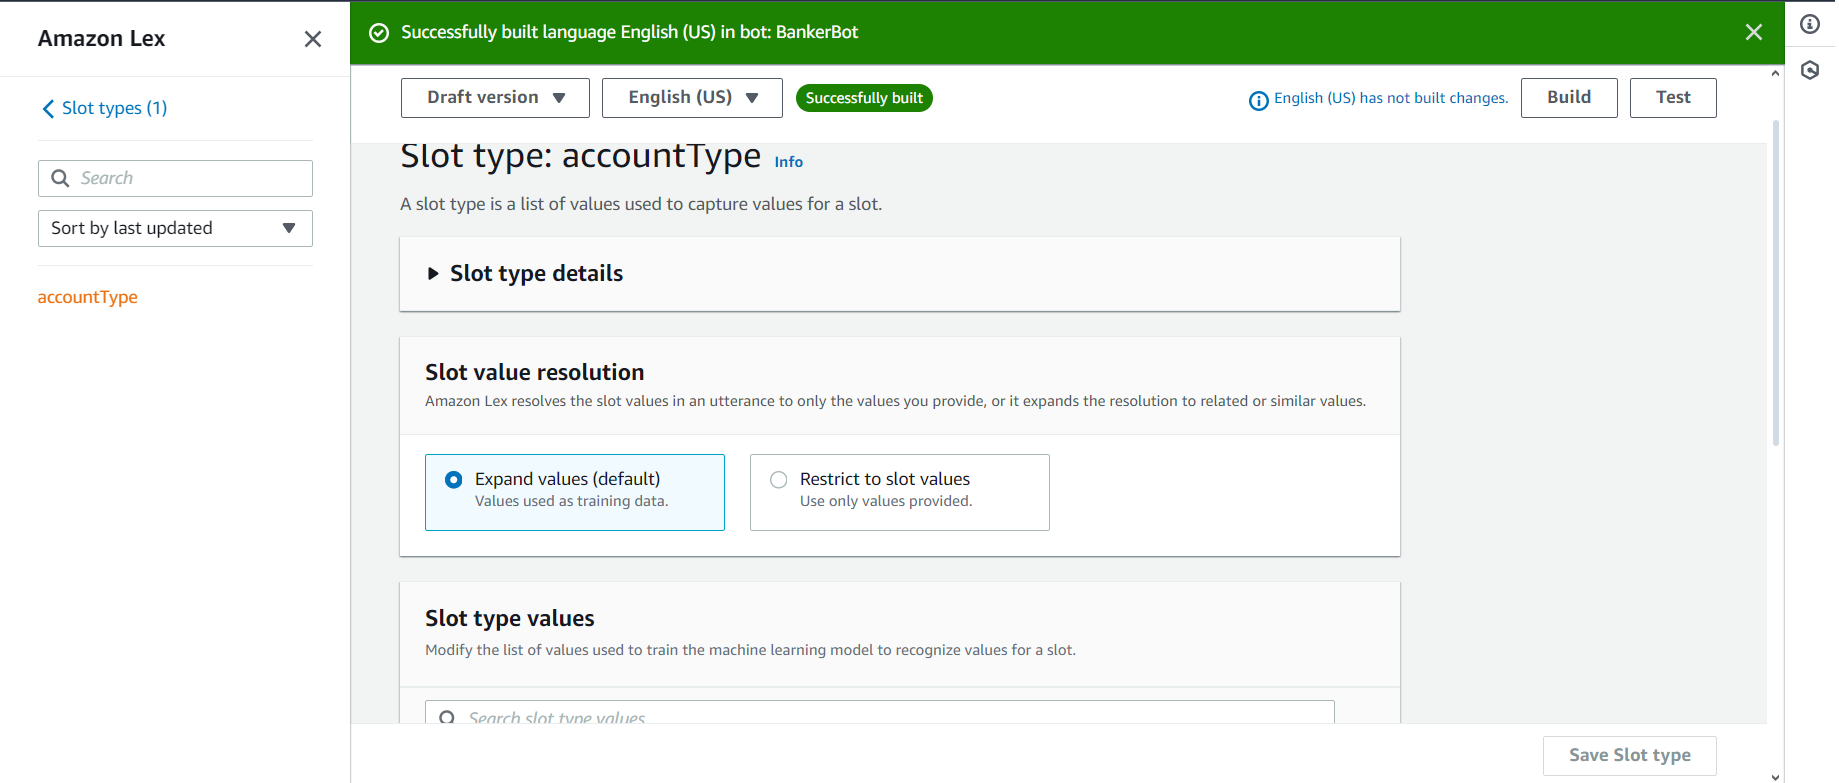 Amazon Lex
Slot types (1)
Search
Sort by last updated
accountType
Successfully built language English (US) in bot: BankerBot
Draft version
English (US)
Successfully built
English (US) has not built changes.
Build
Test
Slot type: accountType Info
A slot type is a list of values used to capture values for a slot.
Slot type details
Slot value resolution
Amazon Lex resolves the slot values in an utterance to only the values you provide, or it expands the resolution to related or similar values.
Expand values (default)
Values used as training data.
Restrict to slot values
Use only values provided.
Slot type values
Modify the list of values used to train the machine learning model to recognize values for a slot.
Search slot type values
Save Slot type